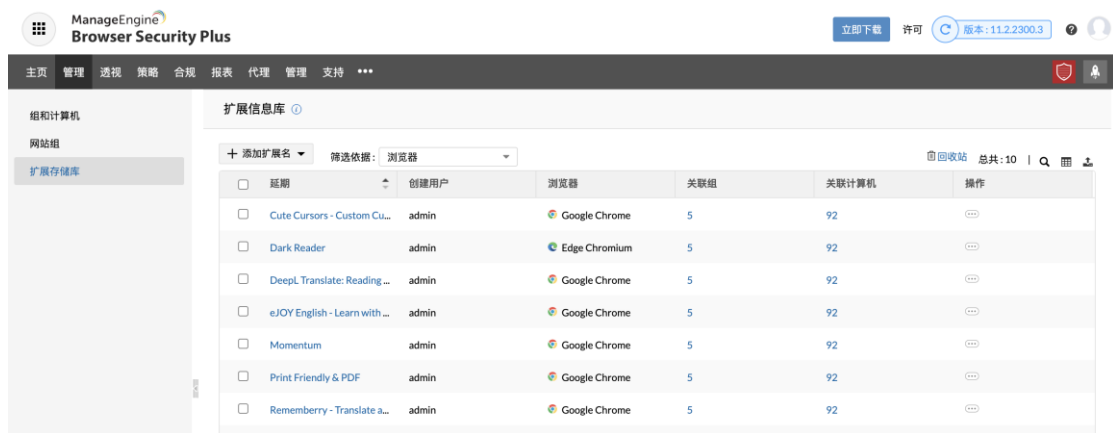 ManageEngine
Browser Security Plus
立即下载 许可 版本 : 11.2.2300.3
主页 管理 透视 策略 合规 报表 代理 管理 支持 •••
组和计算机
网站组
扩展存储库
扩展信息库
+ 添加扩展名 筛选依据 : 浏览器 回收站 总共 : 10 |
延期 创建用户 浏览器 关联组 关联计算机 操作
Cute Cursors - Custom Cu... admin Google Chrome 5 92
Dark Reader admin Edge Chromium 5 92
DeepL Translate: Reading ... admin Google Chrome 5 92
eJOY English - Learn with ... admin Google Chrome 5 92
Momentum admin Google Chrome 5 92
Print Friendly & PDF admin Google Chrome 5 92
Rememberry - Translate a... admin Google Chrome 5 92